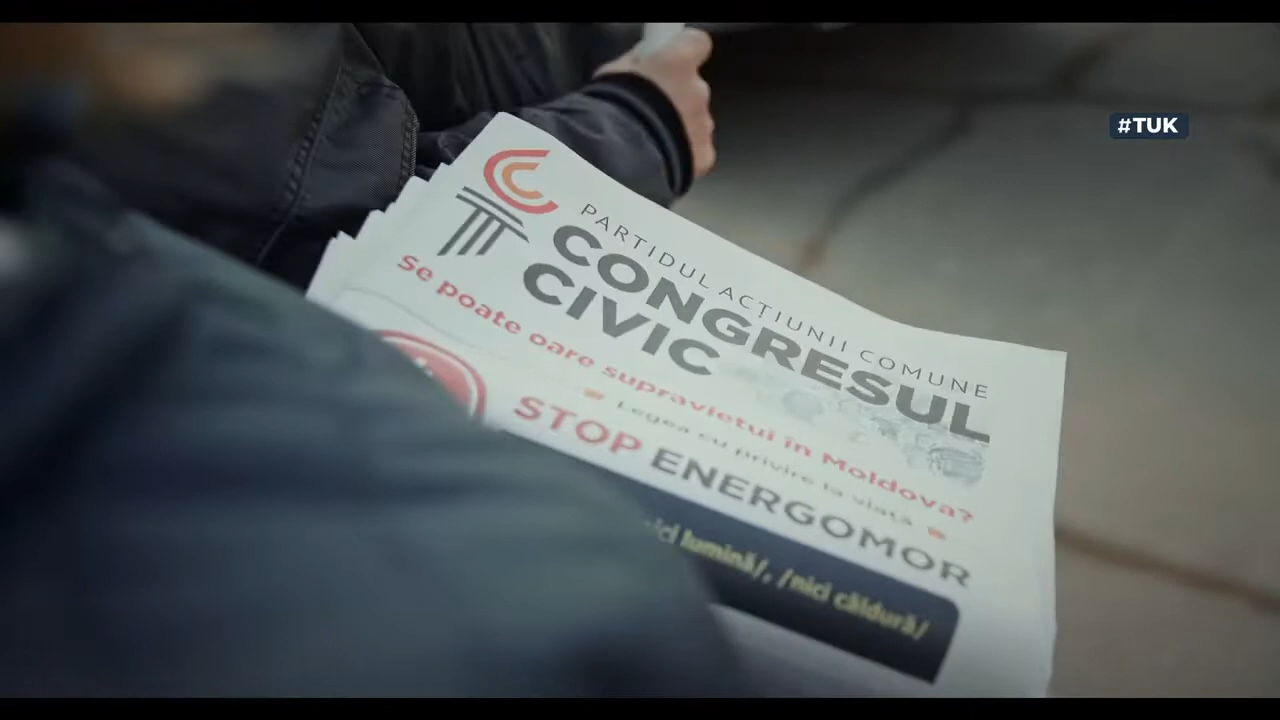 #TUK
PARTIDUL ACȚIUNII COMUNE
CONGRESUL
CIVIC
Se poate oare supraviețui în Moldova?
Legea cu privire la viață
STOP ENERGOMOR
lumină/, /nici căldură/